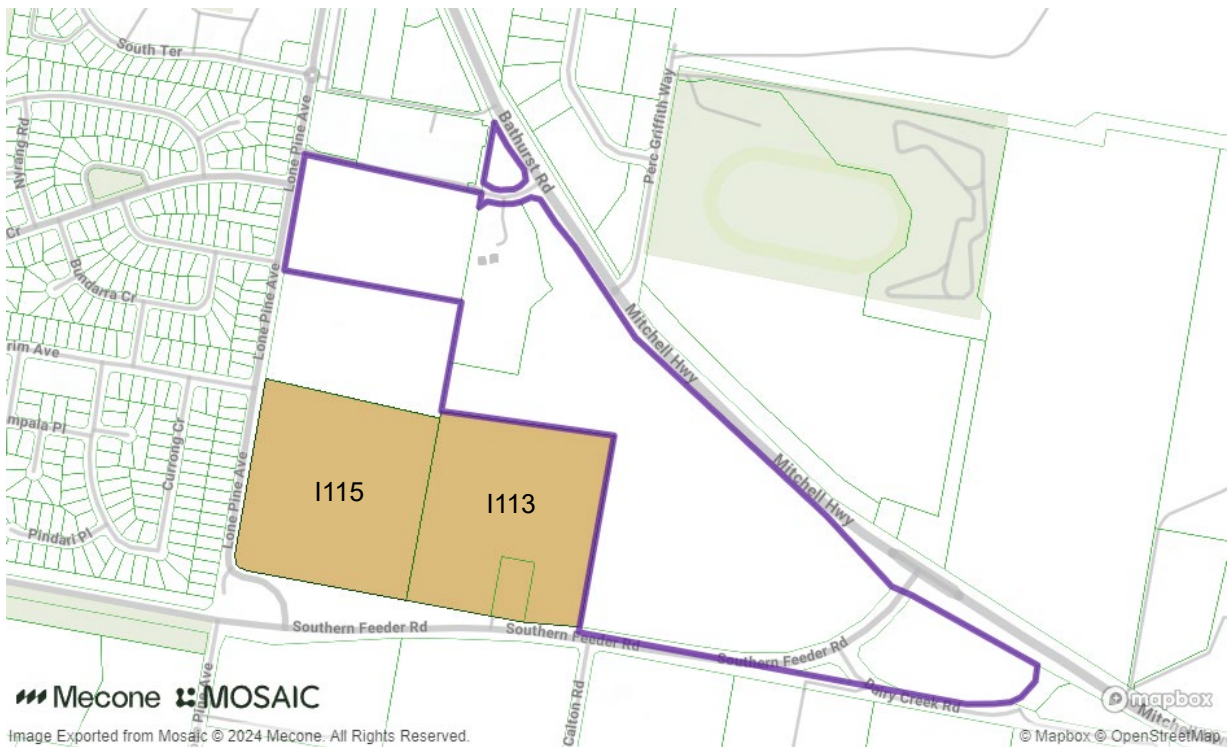 South Ter
Nyrang Rd
Lone Pine Ave
Bathurst Rd
Perc Griffith Way
Cr
Bundarra Cr
Lone Pine Ave
Mitchell Hwy
rim Ave
mpala Pl
Currong Cr
Lone Pine Ave
Mitchell Hwy
I115
I113
Pindari Pl
Southern Feeder Rd
Southern Feeder Rd
Southern Feeder Rd
Dairy Creek Rd
Mecone MOSAIC
Pine Ave
Calton Rd
mapbox
Mitchell Hwy
Image Exported from Mosaic © 2024 Mecone. All Rights Reserved.
© Mapbox © OpenStreetMap